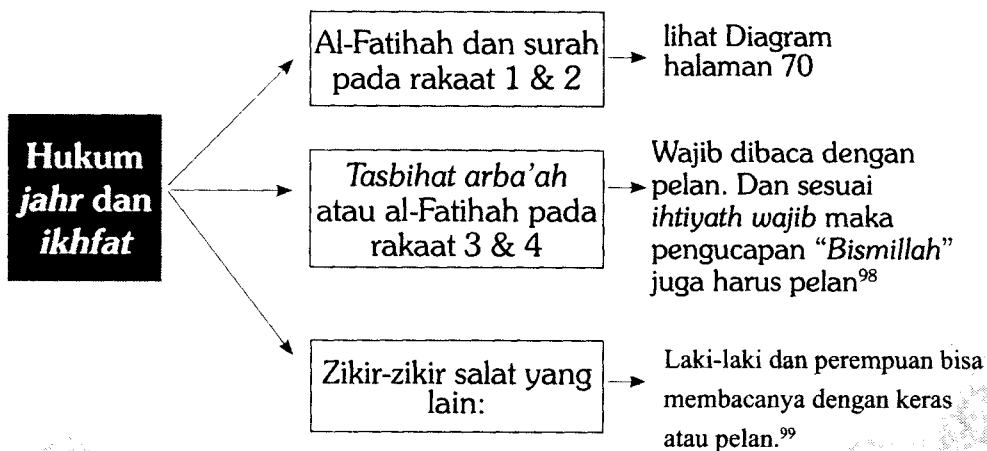 Hukum
jahr dan
ikhfat
Al-Fatihah dan surah
pada rakaat 1 & 2
lihat Diagram
halaman 70
Tasbihat arba’ah
atau al-Fatihah pada
rakaat 3 & 4
Wajib dibaca dengan
pelan. Dan sesuai
ihtiyath wajib maka
pengucapan “Bismillah”
juga harus pelan⁹⁸
Zikir-zikir salat yang
lain:
Laki-laki dan perempuan bisa
membacanya dengan keras
atau pelan.⁹⁹